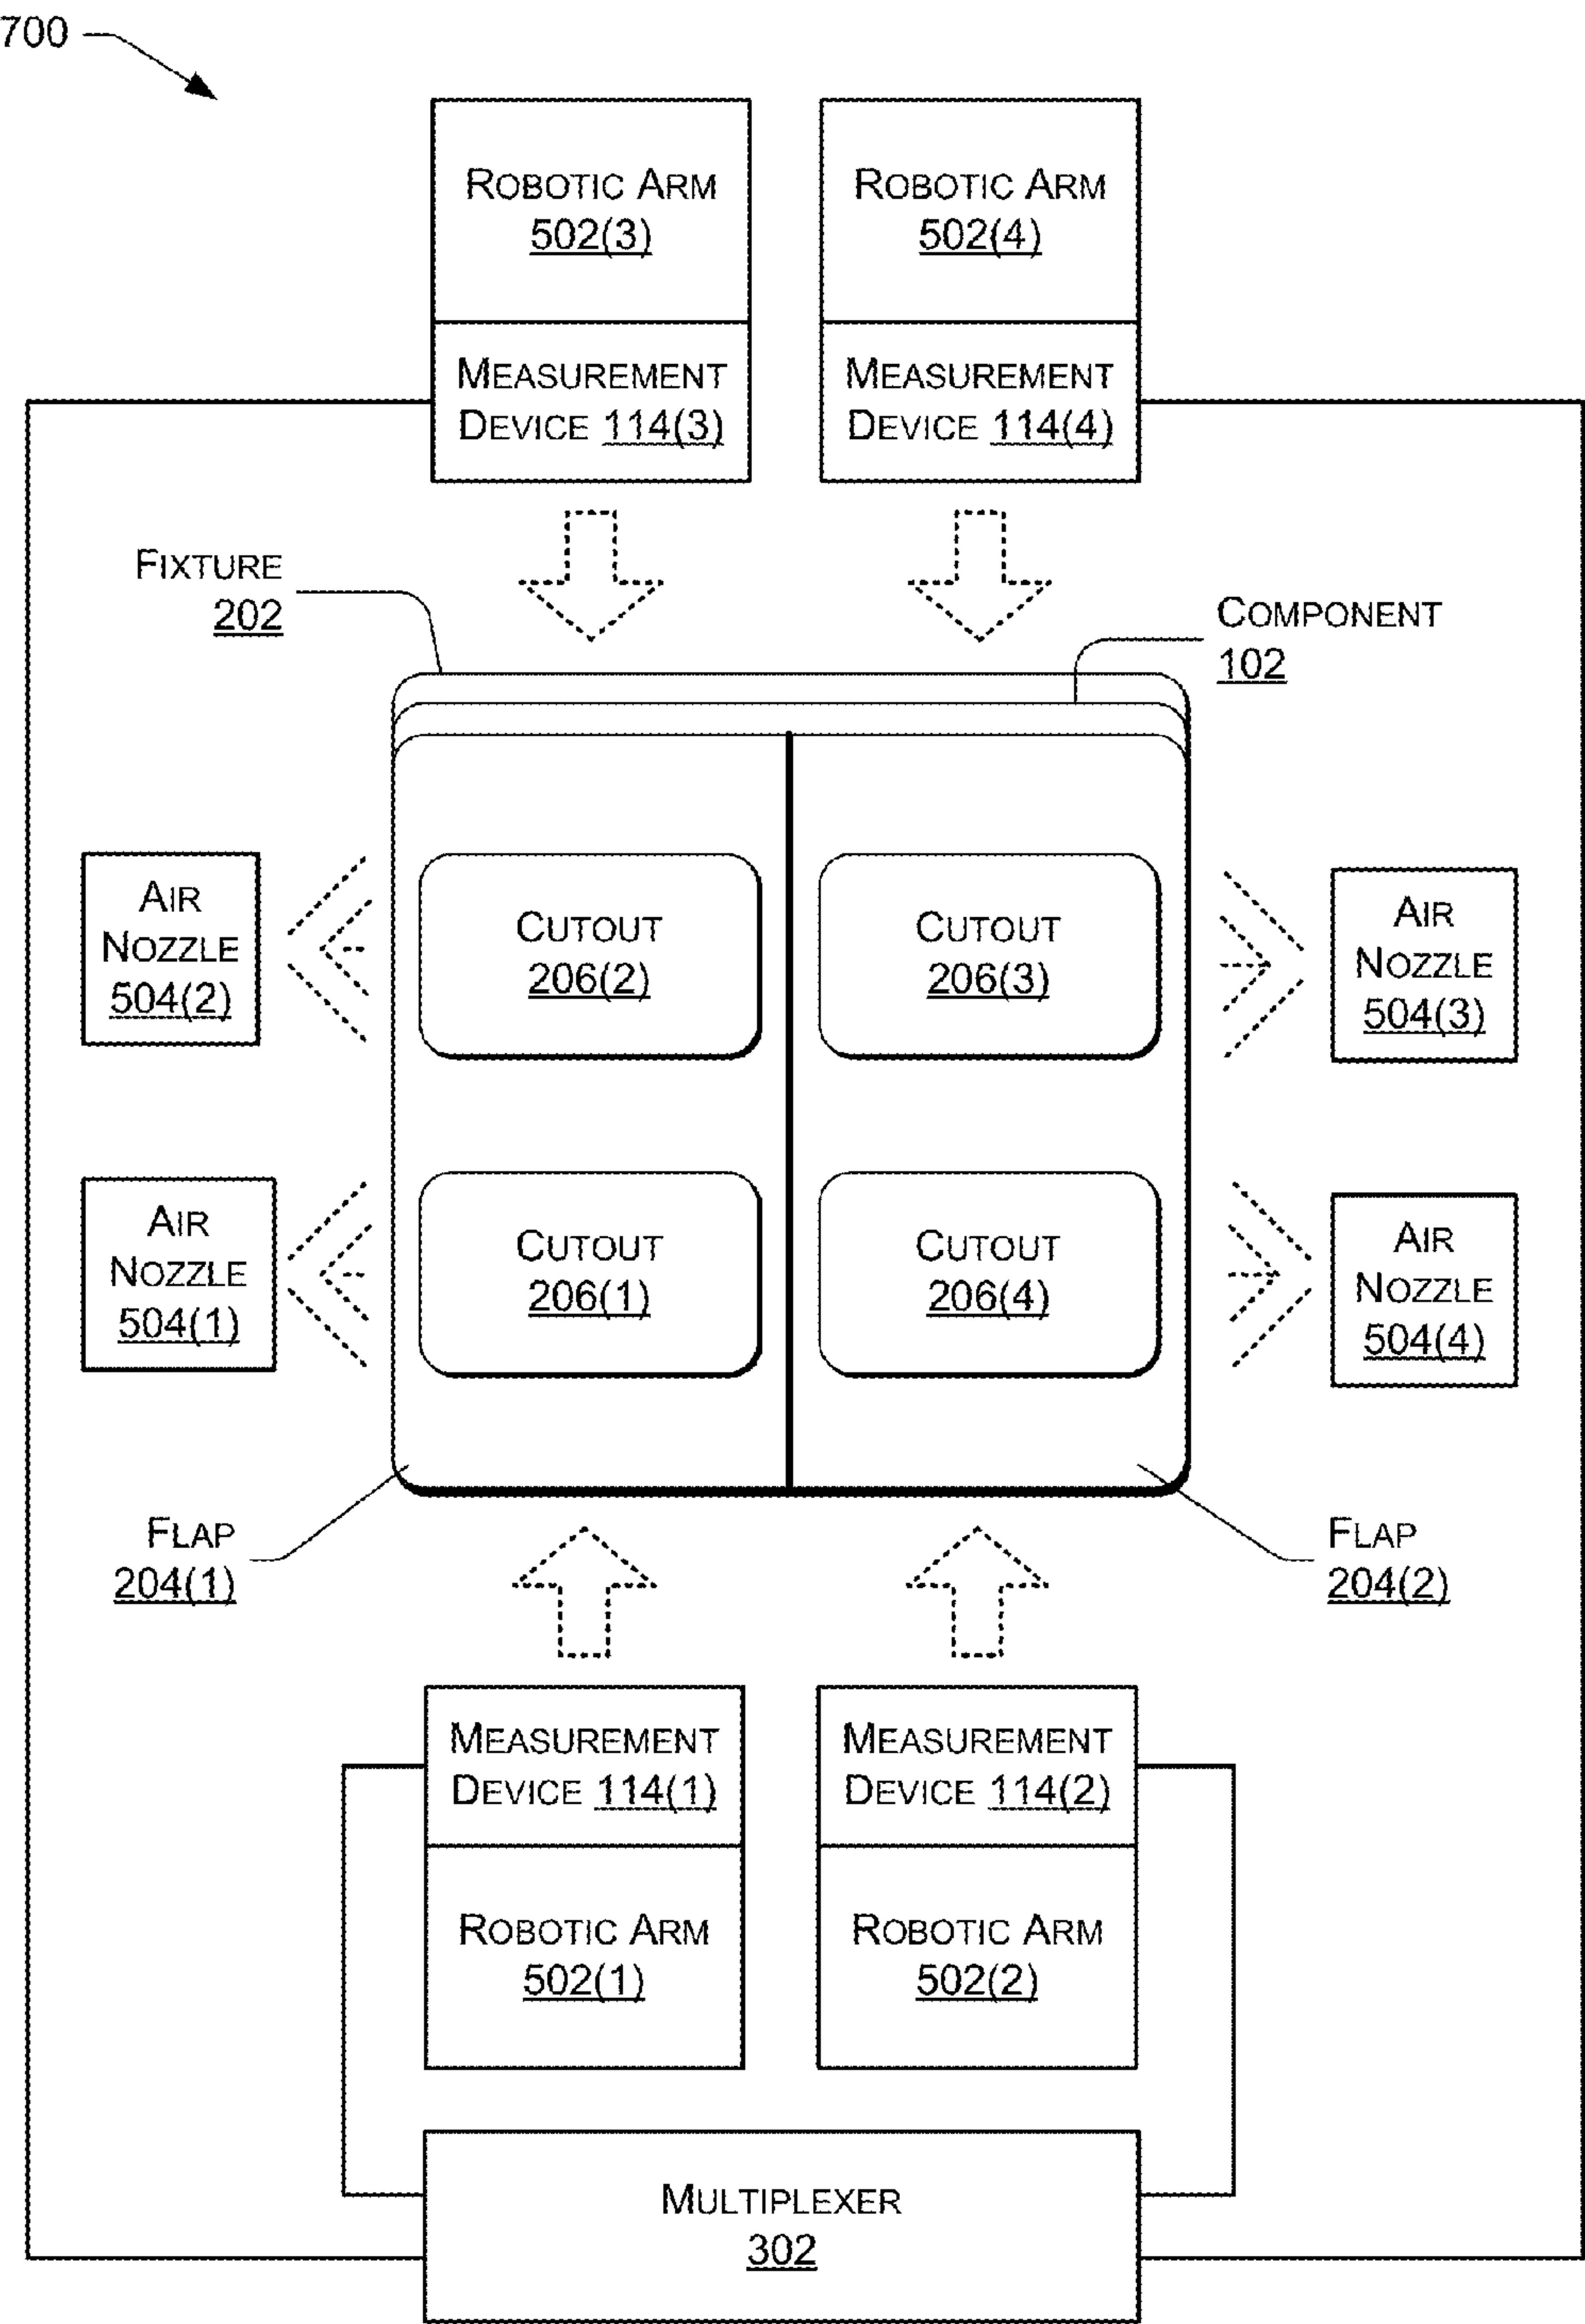 700
ROBOTIC ARM
502(3)
ROBOTIC ARM
502(4)
MEASUREMENT
DEVICE 114(3)
MEASUREMENT
DEVICE 114(4)
FIXTURE
202
COMPONENT
102
AIR
NOZZLE
504(2)
CUTOUT
206(2)
CUTOUT
206(3)
AIR
NOZZLE
504(3)
AIR
NOZZLE
504(1)
CUTOUT
206(1)
CUTOUT
206(4)
AIR
NOZZLE
504(4)
FLAP
204(1)
FLAP
204(2)
MEASUREMENT
DEVICE 114(1)
MEASUREMENT
DEVICE 114(2)
ROBOTIC ARM
502(1)
ROBOTIC ARM
502(2)
MULTIPLEXER
302